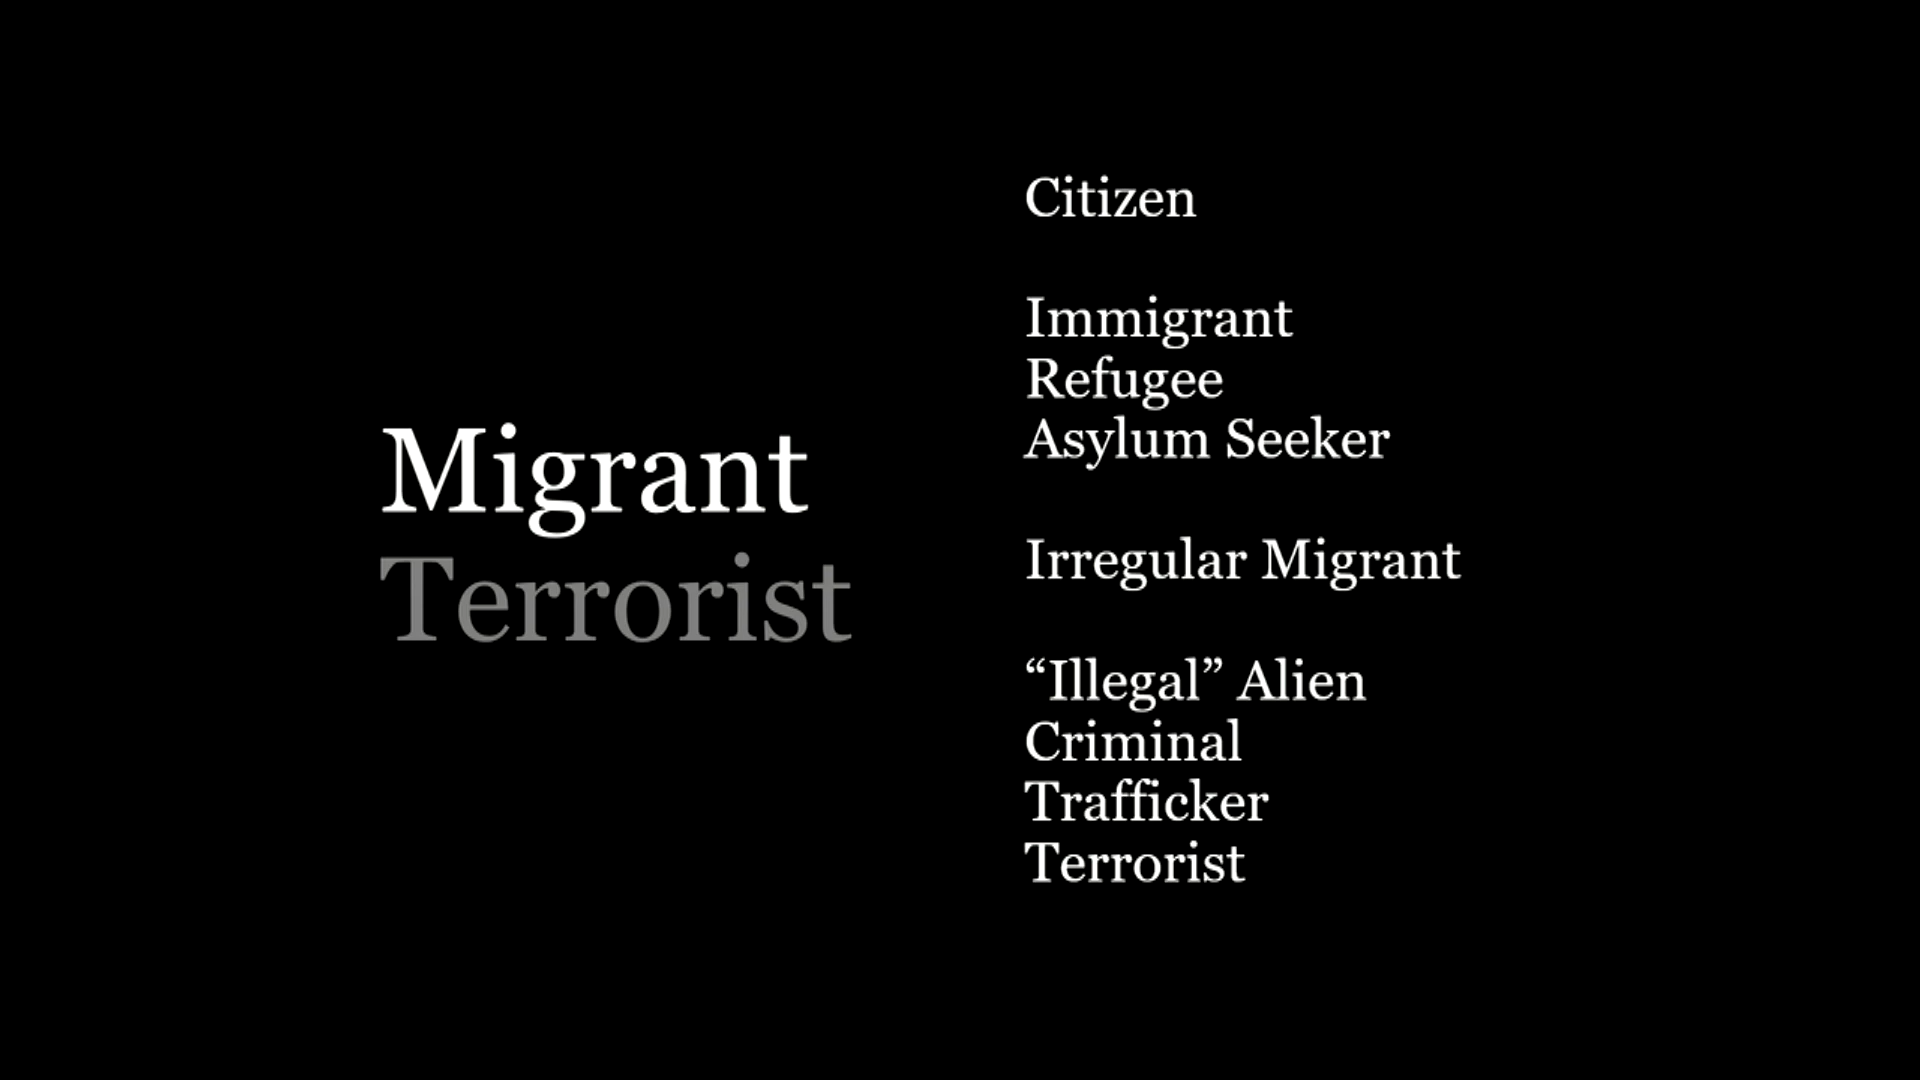 Migrant
Terrorist
Citizen
Immigrant
Refugee
Asylum Seeker
Irregular Migrant
“Illegal” Alien
Criminal
Trafficker
Terrorist